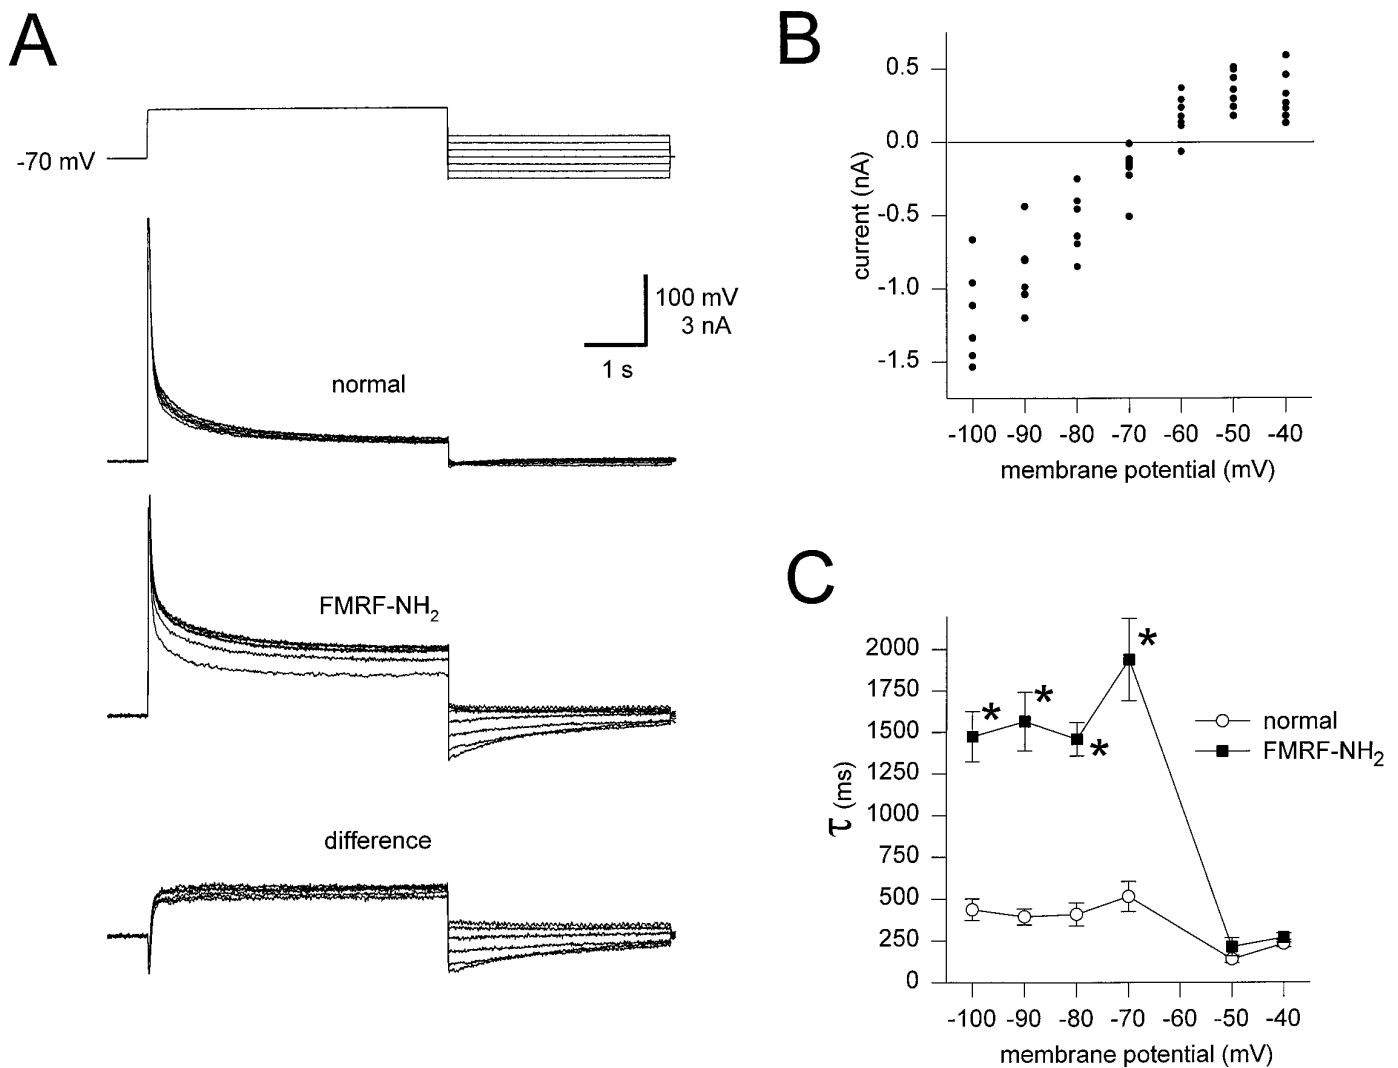 A
-70 mV
100 mV
3 nA
1 s
normal
FMRF-NH2
difference
B
0.5
0.0
-0.5
-1.0
-1.5
current (nA)
-100 -90 -80 -70 -60 -50 -40
membrane potential (mV)
C
2000
1750
1500
1250
1000
750
500
250
0
τ (ms)
* * * *
normal
FMRF-NH2
-100 -90 -80 -70 -60 -50 -40
membrane potential (mV)